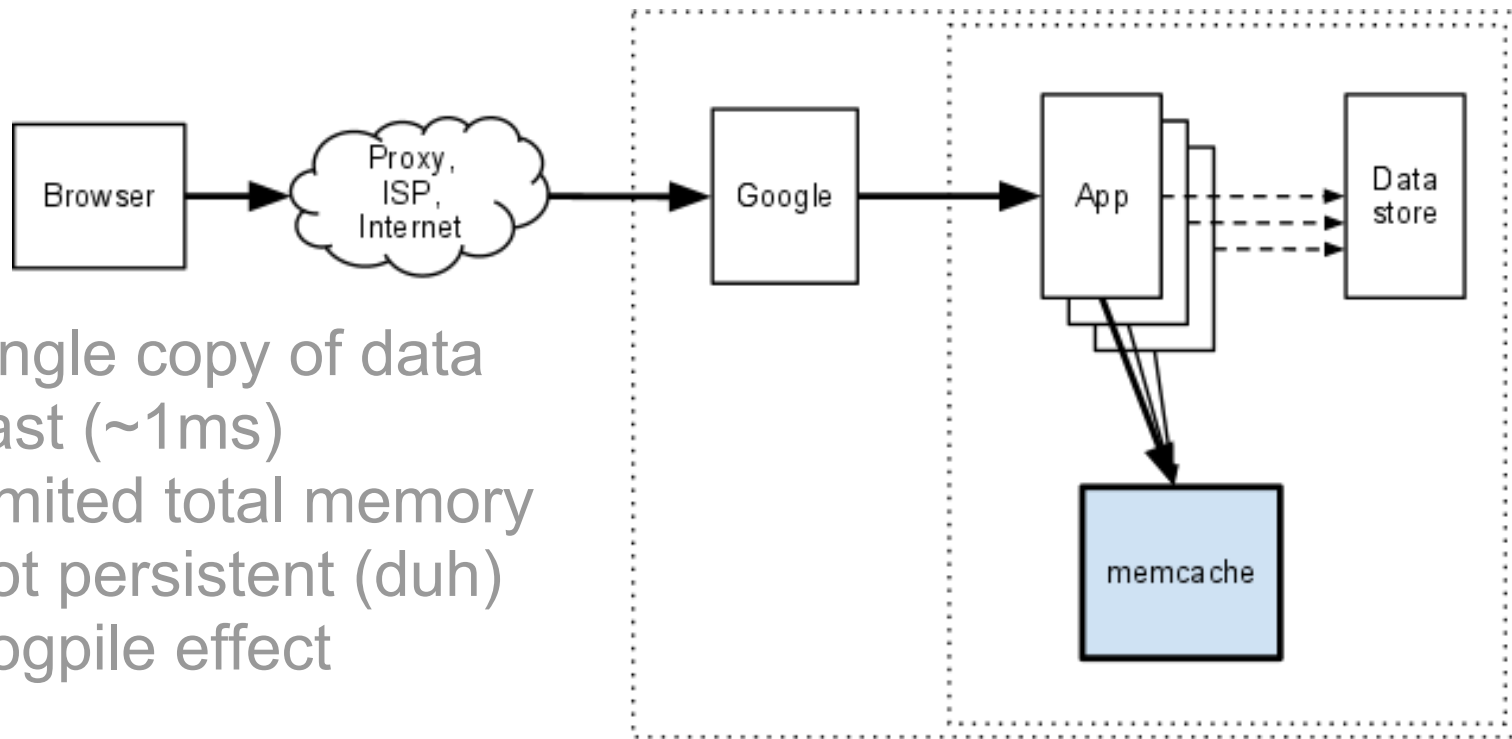 Browser
Proxy,
ISP,
Internet
Google
App
Data
store
memcache
ngle copy of data
ast (~1ms)
mited total memory
ot persistent (duh)
ogpile effect